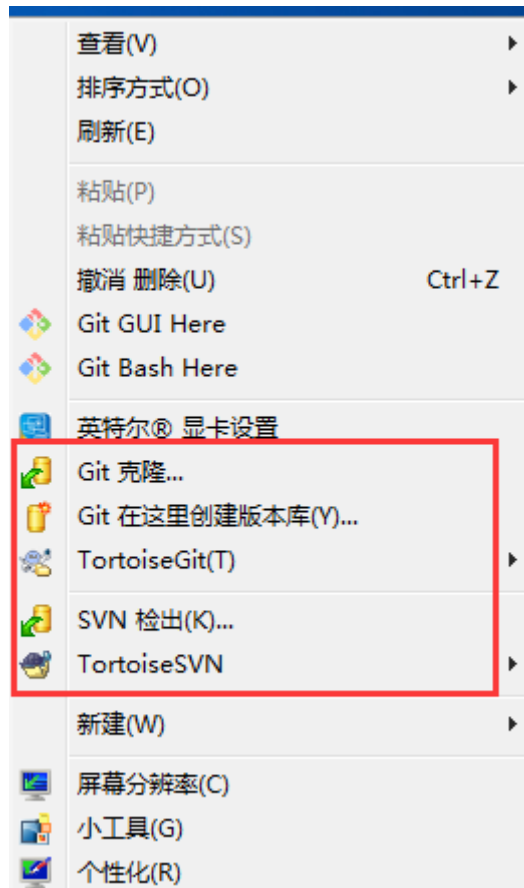 查看(V)
排序方式(O)
刷新(E)
粘贴(P)
粘贴快捷方式(S)
撤消 删除(U) Ctrl+Z
Git GUI Here
Git Bash Here
英特尔® 显卡设置
Git 克隆...
Git 在这里创建版本库(Y)...
TortoiseGit(T)
SVN 检出(K)...
TortoiseSVN
新建(W)
屏幕分辨率(C)
小工具(G)
个性化(R)